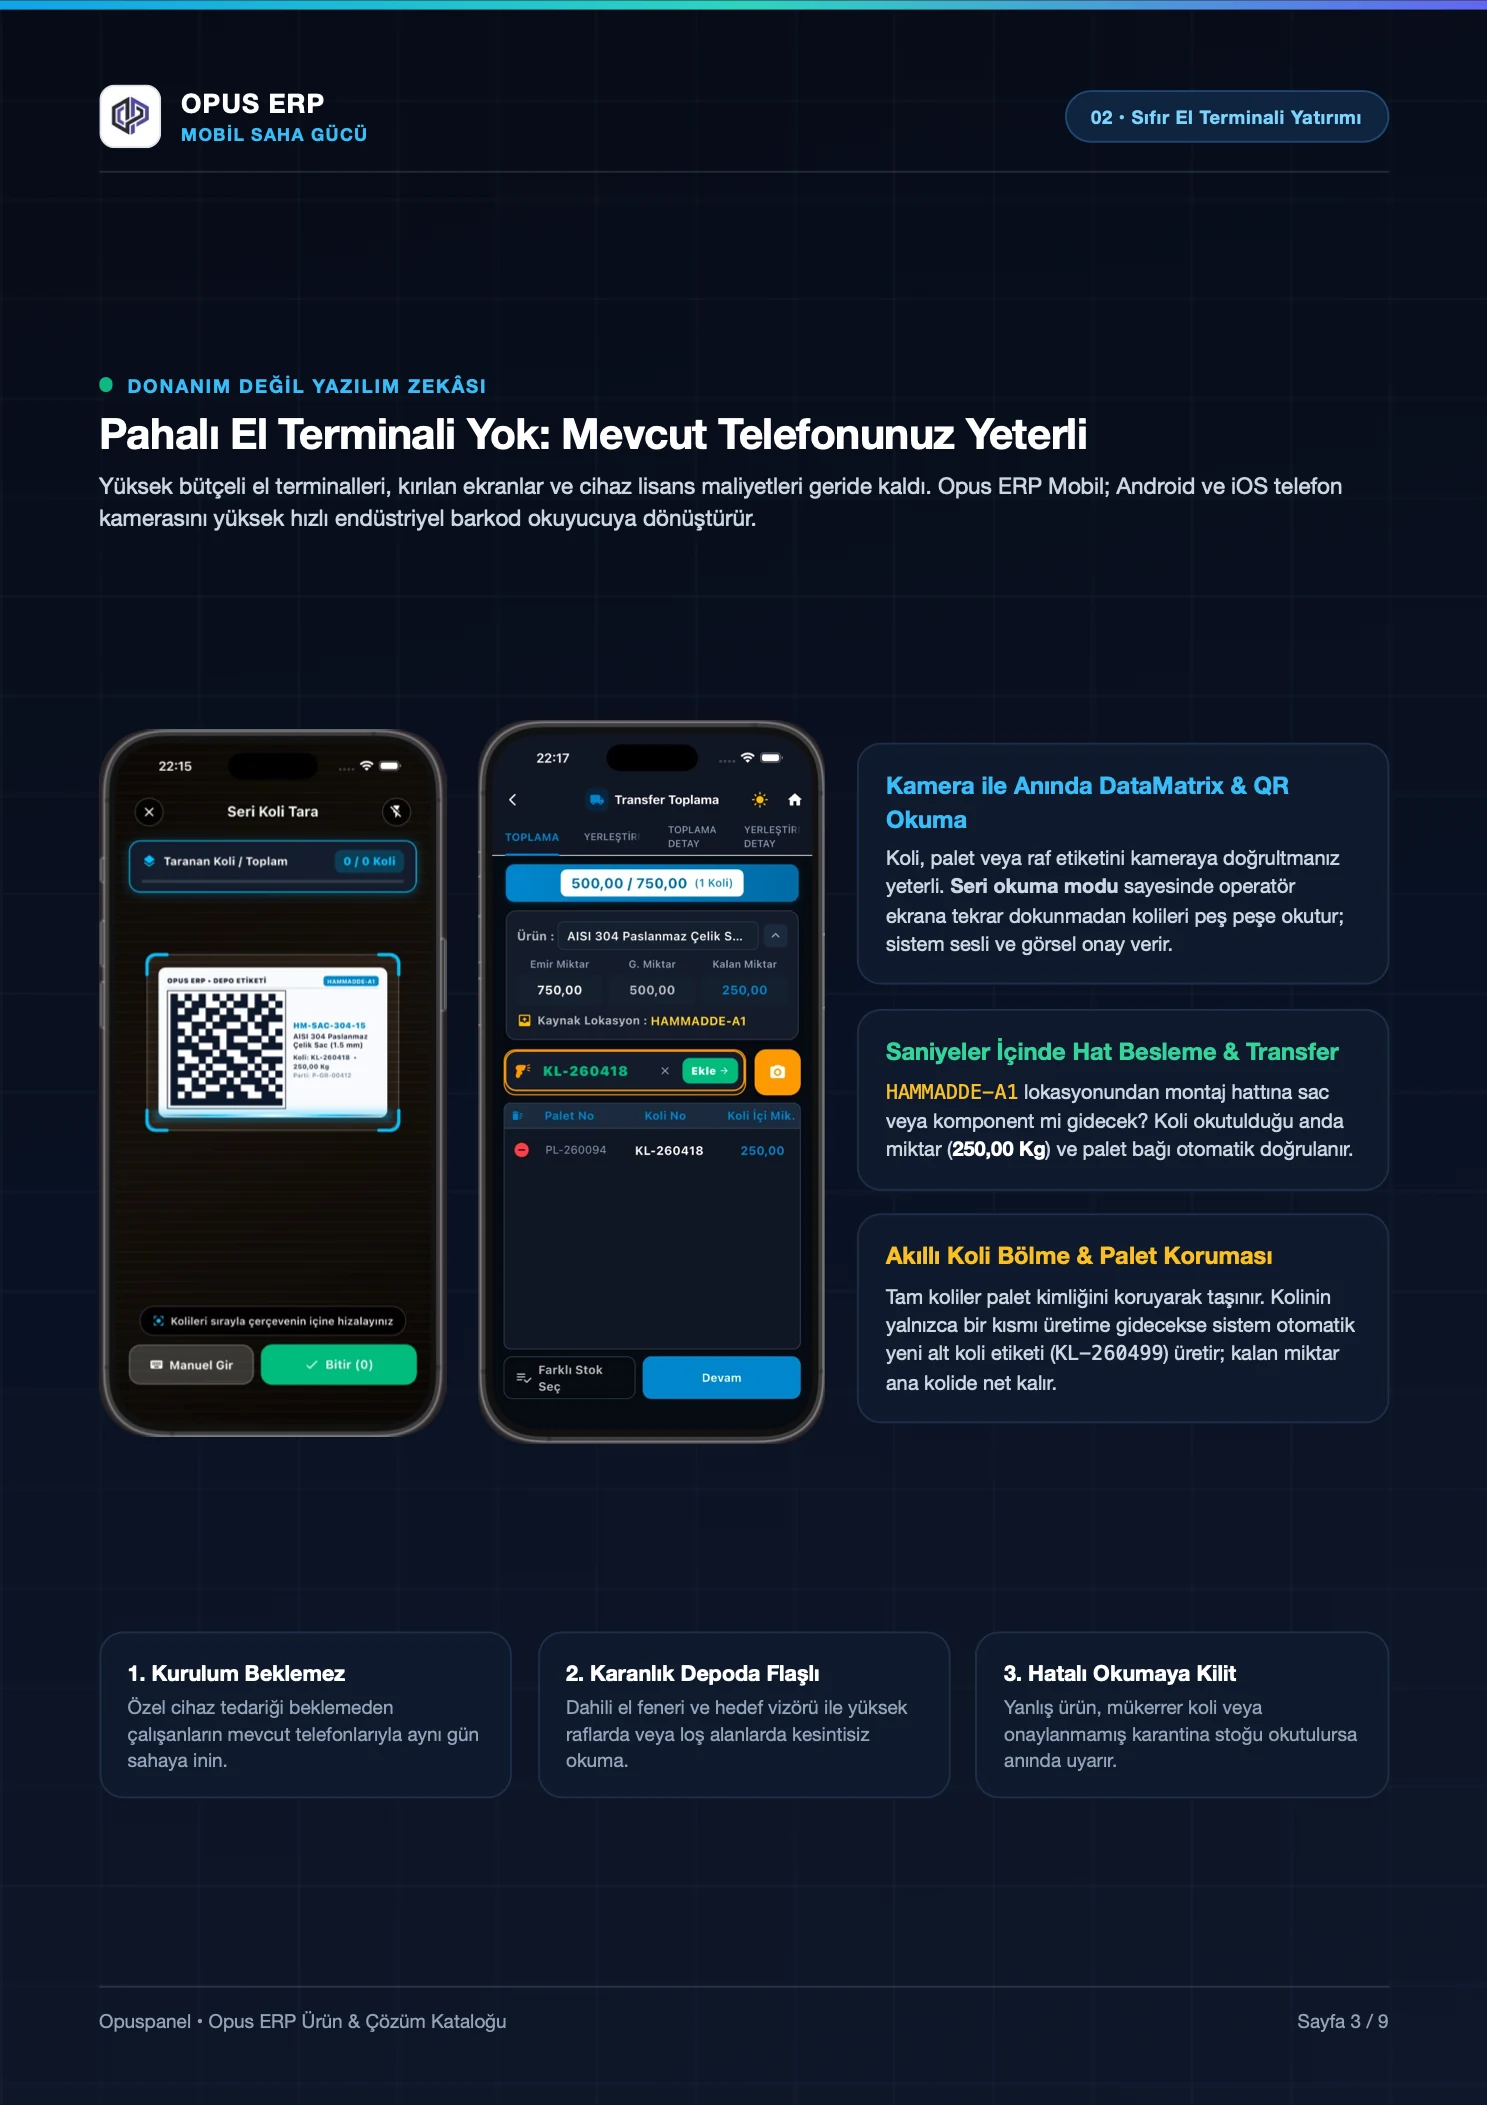 OPUS ERP
MOBİL SAHA GÜCÜ
02 · Sıfır El Terminali Yatırımı
DONANIM DEĞİL YAZILIM ZEKÂSI
Pahalı El Terminali Yok: Mevcut Telefonunuz Yeterli
Yüksek bütçeli el terminalleri, kırılan ekranlar ve cihaz lisans maliyetleri geride kaldı. Opus ERP Mobil; Android ve iOS telefon
kamerasını yüksek hızlı endüstriyel barkod okuyucuya dönüştürür.
22:15
Seri Koli Tara
Taranan Koli / Toplam
0 / 0 Koli
OPUS ERP • DEPO ETİKETİ
HAMMADDE-A1
HM-SAC-304-15
AISI 304 Paslanmaz
Çelik Sac (1.5 mm)
Koli: KL-260418 •
250,00 Kg
Parti: P-GR-00412
Kolileri sırayla çerçevenin içine hizalayınız
Manuel Gir
Bitir (0)
22:17
Transfer Toplama
TOPLAMA
YERLEŞTİR
TOPLAMA
DETAY
YERLEŞTİR
DETAY
500,00 / 750,00 (1 Koli)
Ürün : AISI 304 Paslanmaz Çelik S...
Emir Miktar
G. Miktar
Kalan Miktar
750,00
500,00
250,00
Kaynak Lokasyon : HAMMADDE-A1
KL-260418
Ekle →
Palet No
Koli No
Koli İçi Mik.
PL-260094
KL-260418
250,00
Farklı Stok
Seç
Devam
Kamera ile Anında DataMatrix & QR
Okuma
Koli, palet veya raf etiketini kameraya doğrultmanız
yeterli. Seri okuma modu sayesinde operatör
ekrana tekrar dokunmadan kolileri peş peşe okutur;
sistem sesli ve görsel onay verir.
Saniyeler İçinde Hat Besleme & Transfer
HAMMADDE-A1 lokasyonundan montaj hattına sac
veya komponent mi gidecek? Koli okutulduğu anda
miktar (250,00 Kg) ve palet bağı otomatik doğrulanır.
Akıllı Koli Bölme & Palet Koruması
Tam koliler palet kimliğini koruyarak taşınır. Kolinin
yalnızca bir kısmı üretime gidecekse sistem otomatik
yeni alt koli etiketi (KL-260499) üretir; kalan miktar
ana kolide net kalır.
1. Kurulum Beklemez
Özel cihaz tedariği beklemeden
çalışanların mevcut telefonlarıyla aynı gün
sahaya inin.
2. Karanlık Depoda Flaşlı
Dahili el feneri ve hedef vizörü ile yüksek
raflarda veya loş alanlarda kesintisiz
okuma.
3. Hatalı Okumaya Kilit
Yanlış ürün, mükerrer koli veya
onaylanmamış karantina stoğu okutulursa
anında uyarır.
Opuspanel • Opus ERP Ürün & Çözüm Kataloğu
Sayfa 3 / 9